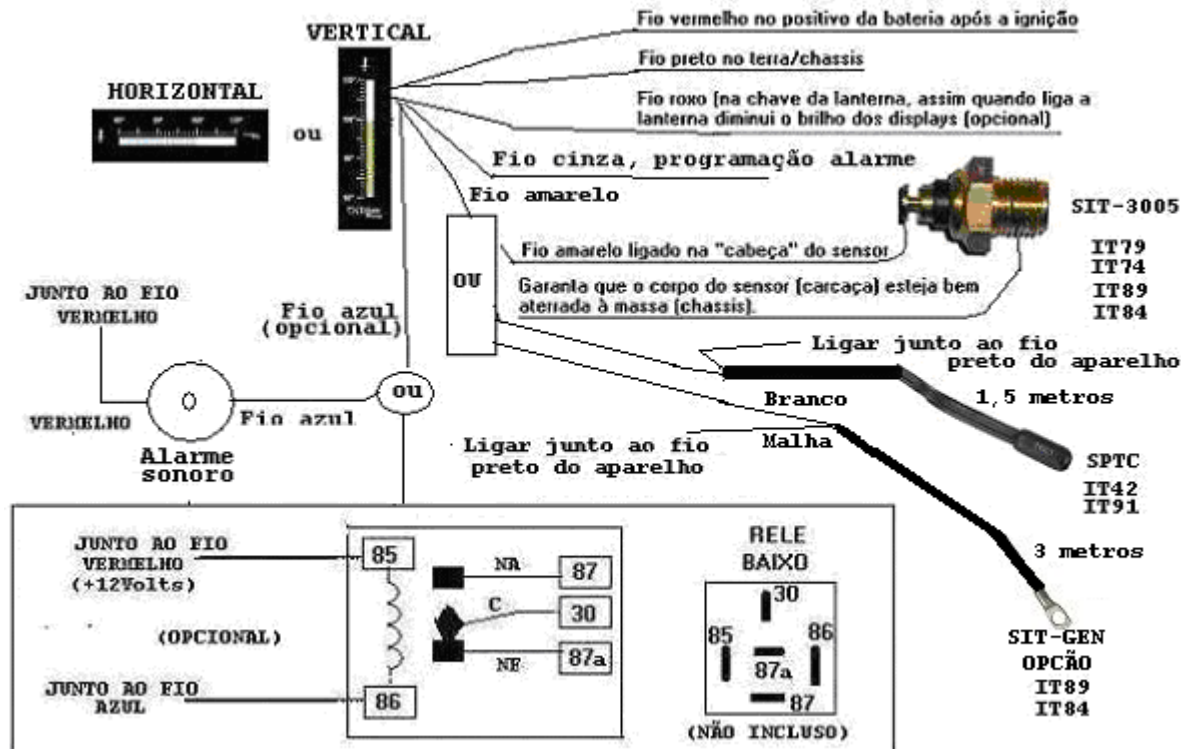 Fio vermelho no positivo da bateria após a ignição
VERTICAL
Fio preto no terra/chassis
HORIZONTAL
Fio roxo (na chave da lanterna, assim quando liga a
lanterna diminui o brilho dos displays (opcional)
ou
Fio cinza, programação alarme
Fio amarelo
SIT-3005
IT79
IT74
IT89
IT84
Fio amarelo ligado na "cabeça" do sensor
OU
Garanta que o corpo do sensor (carcaça) esteja bem
aterrada à massa (chassis).
JUNTO AO FIO
VERMELHO
Fio azul
(opcional)
Ligar junto ao fio
preto do aparelho
1,5 metros
Branco
ou
VERMELHO
Fio azul
Alarme
sonoro
Ligar junto ao fio
preto do aparelho
Malha
SPTC
IT42
IT91
3 metros
SIT-GEN
OPCÃO
IT89
IT84
JUNTO AO FIO
VERMELHO
(+12Volts)
(OPCIONAL)
JUNTO AO FIO
AZUL
85
86
NA
87
C
30
NF
87a
RELE
BAIXO
30
85
86
87a
87
(NÃO INCLUSO)